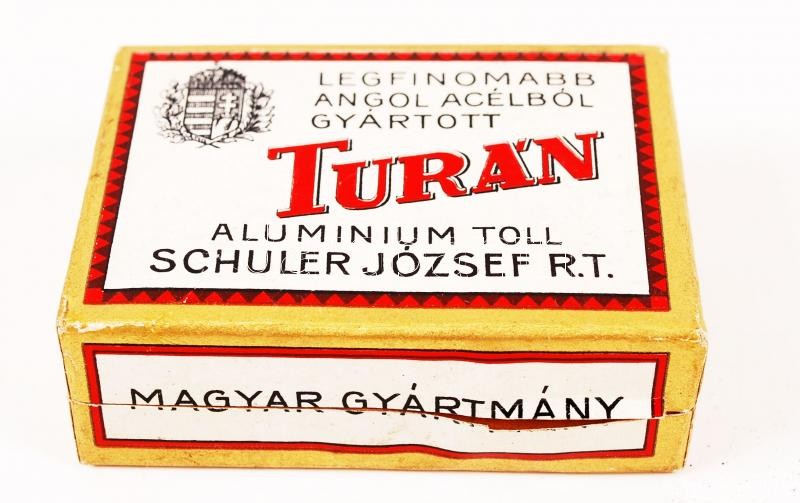 LEGFINOMABB
ANGOL ACÉLBÓL
GYÁRTOTT
TURÁN
ALUMINIUM TOLL
SCHULER JÓZSEF R.T.
MAGYAR GYÁRTMÁNY